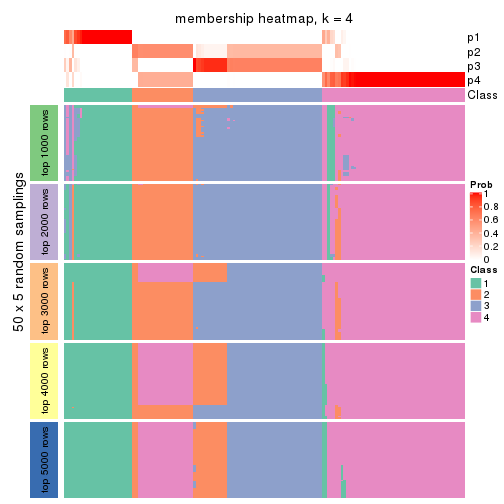 membership heatmap, k = 4
p1
p2
p3
p4
Class
50 x 5 random samplings
top 1000 rows
top 2000 rows
top 3000 rows
top 4000 rows
top 5000 rows
Prob
1
0.8
0.6
0.4
0.2
0
Class
1
2
3
4